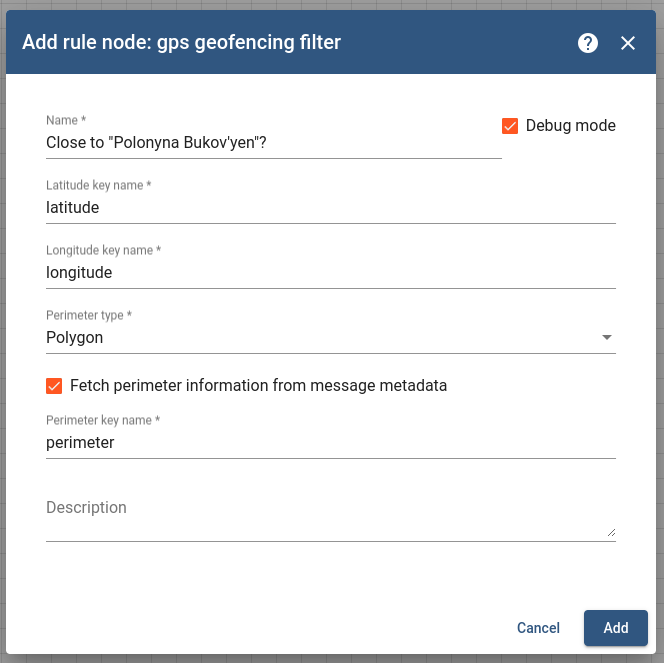 Add rule node: gps geofencing filter
Name *
Close to "Polonyna Bukov'yen"?
Debug mode
Latitude key name *
latitude
Longitude key name *
longitude
Perimeter type *
Polygon
Fetch perimeter information from message metadata
Perimeter key name *
perimeter
Description
Cancel
Add